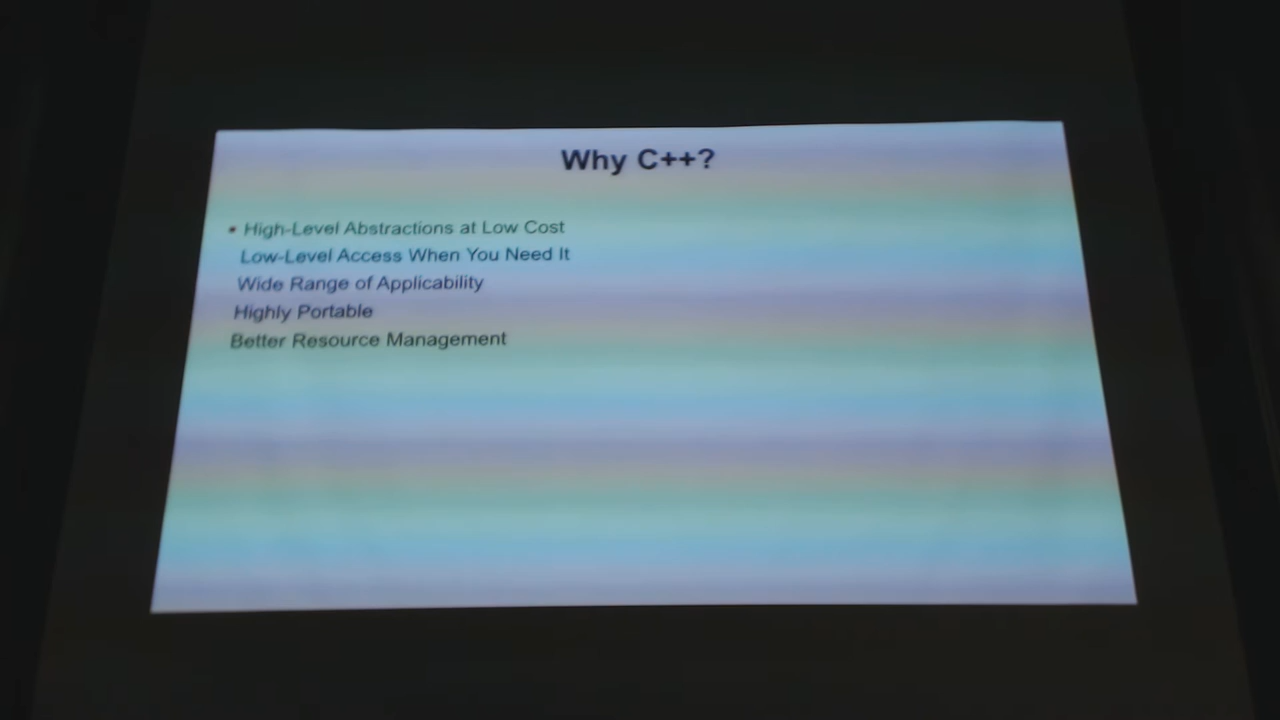 Why C++?
• High-Level Abstractions at Low Cost
Low-Level Access When You Need It
Wide Range of Applicability
Highly Portable
Better Resource Management